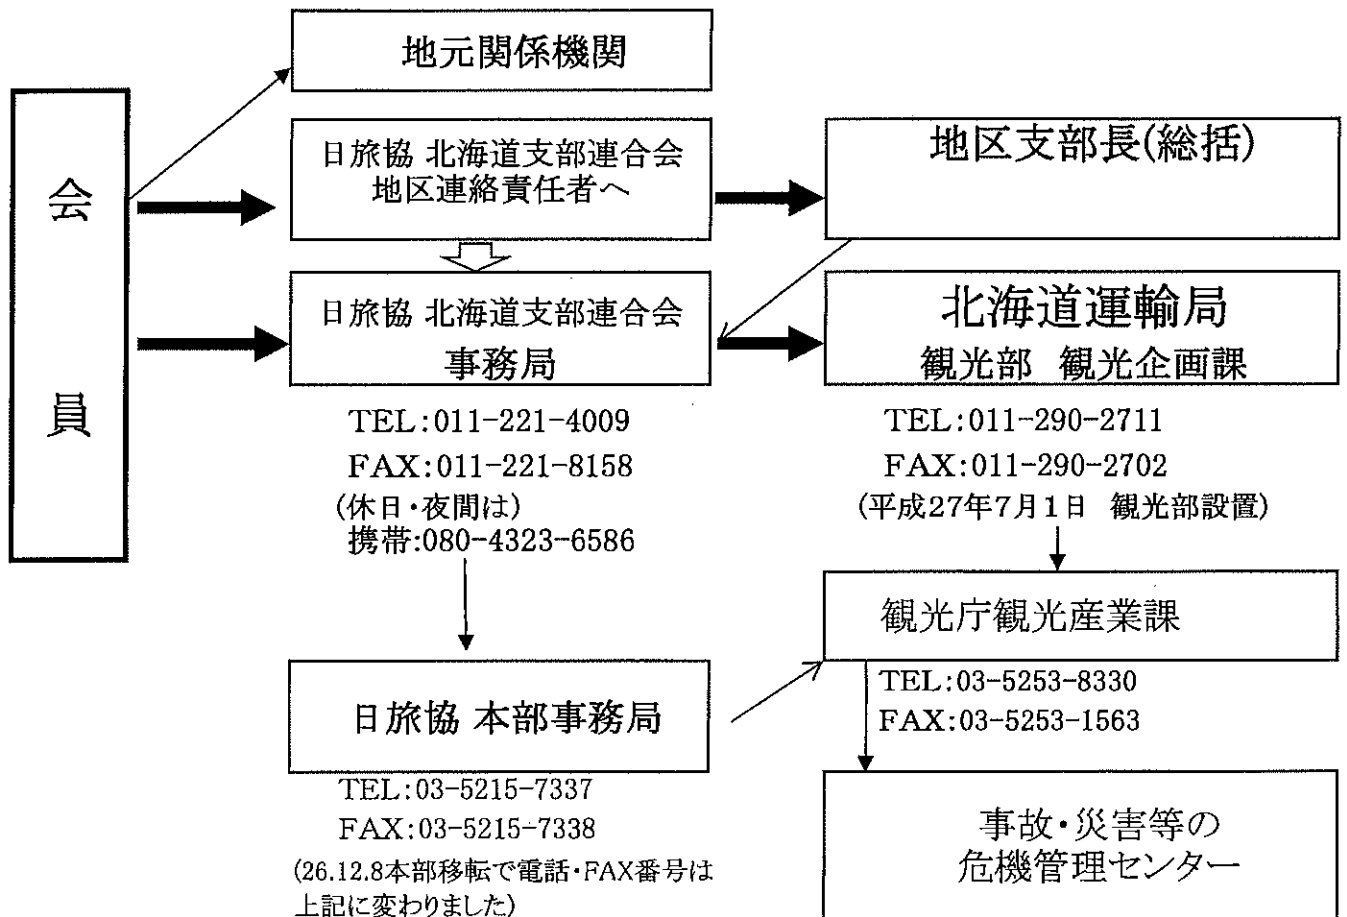 会員
地元関係機関
日旅協 北海道支部連合会
地区連絡責任者へ
地区支部長(総括)
日旅協 北海道支部連合会
事務局
北海道運輸局
観光部 観光企画課
TEL:011-221-4009
FAX:011-221-8158
(休日・夜間は)
携帯:080-4323-6586
TEL:011-290-2711
FAX:011-290-2702
(平成27年7月1日 観光部設置)
観光庁観光産業課
TEL:03-5253-8330
FAX:03-5253-1563
日旅協 本部事務局
TEL:03-5215-7337
FAX:03-5215-7338
(26.12.8本部移転で電話・FAX番号は
上記に変わりました)
事故・災害等の
危機管理センター